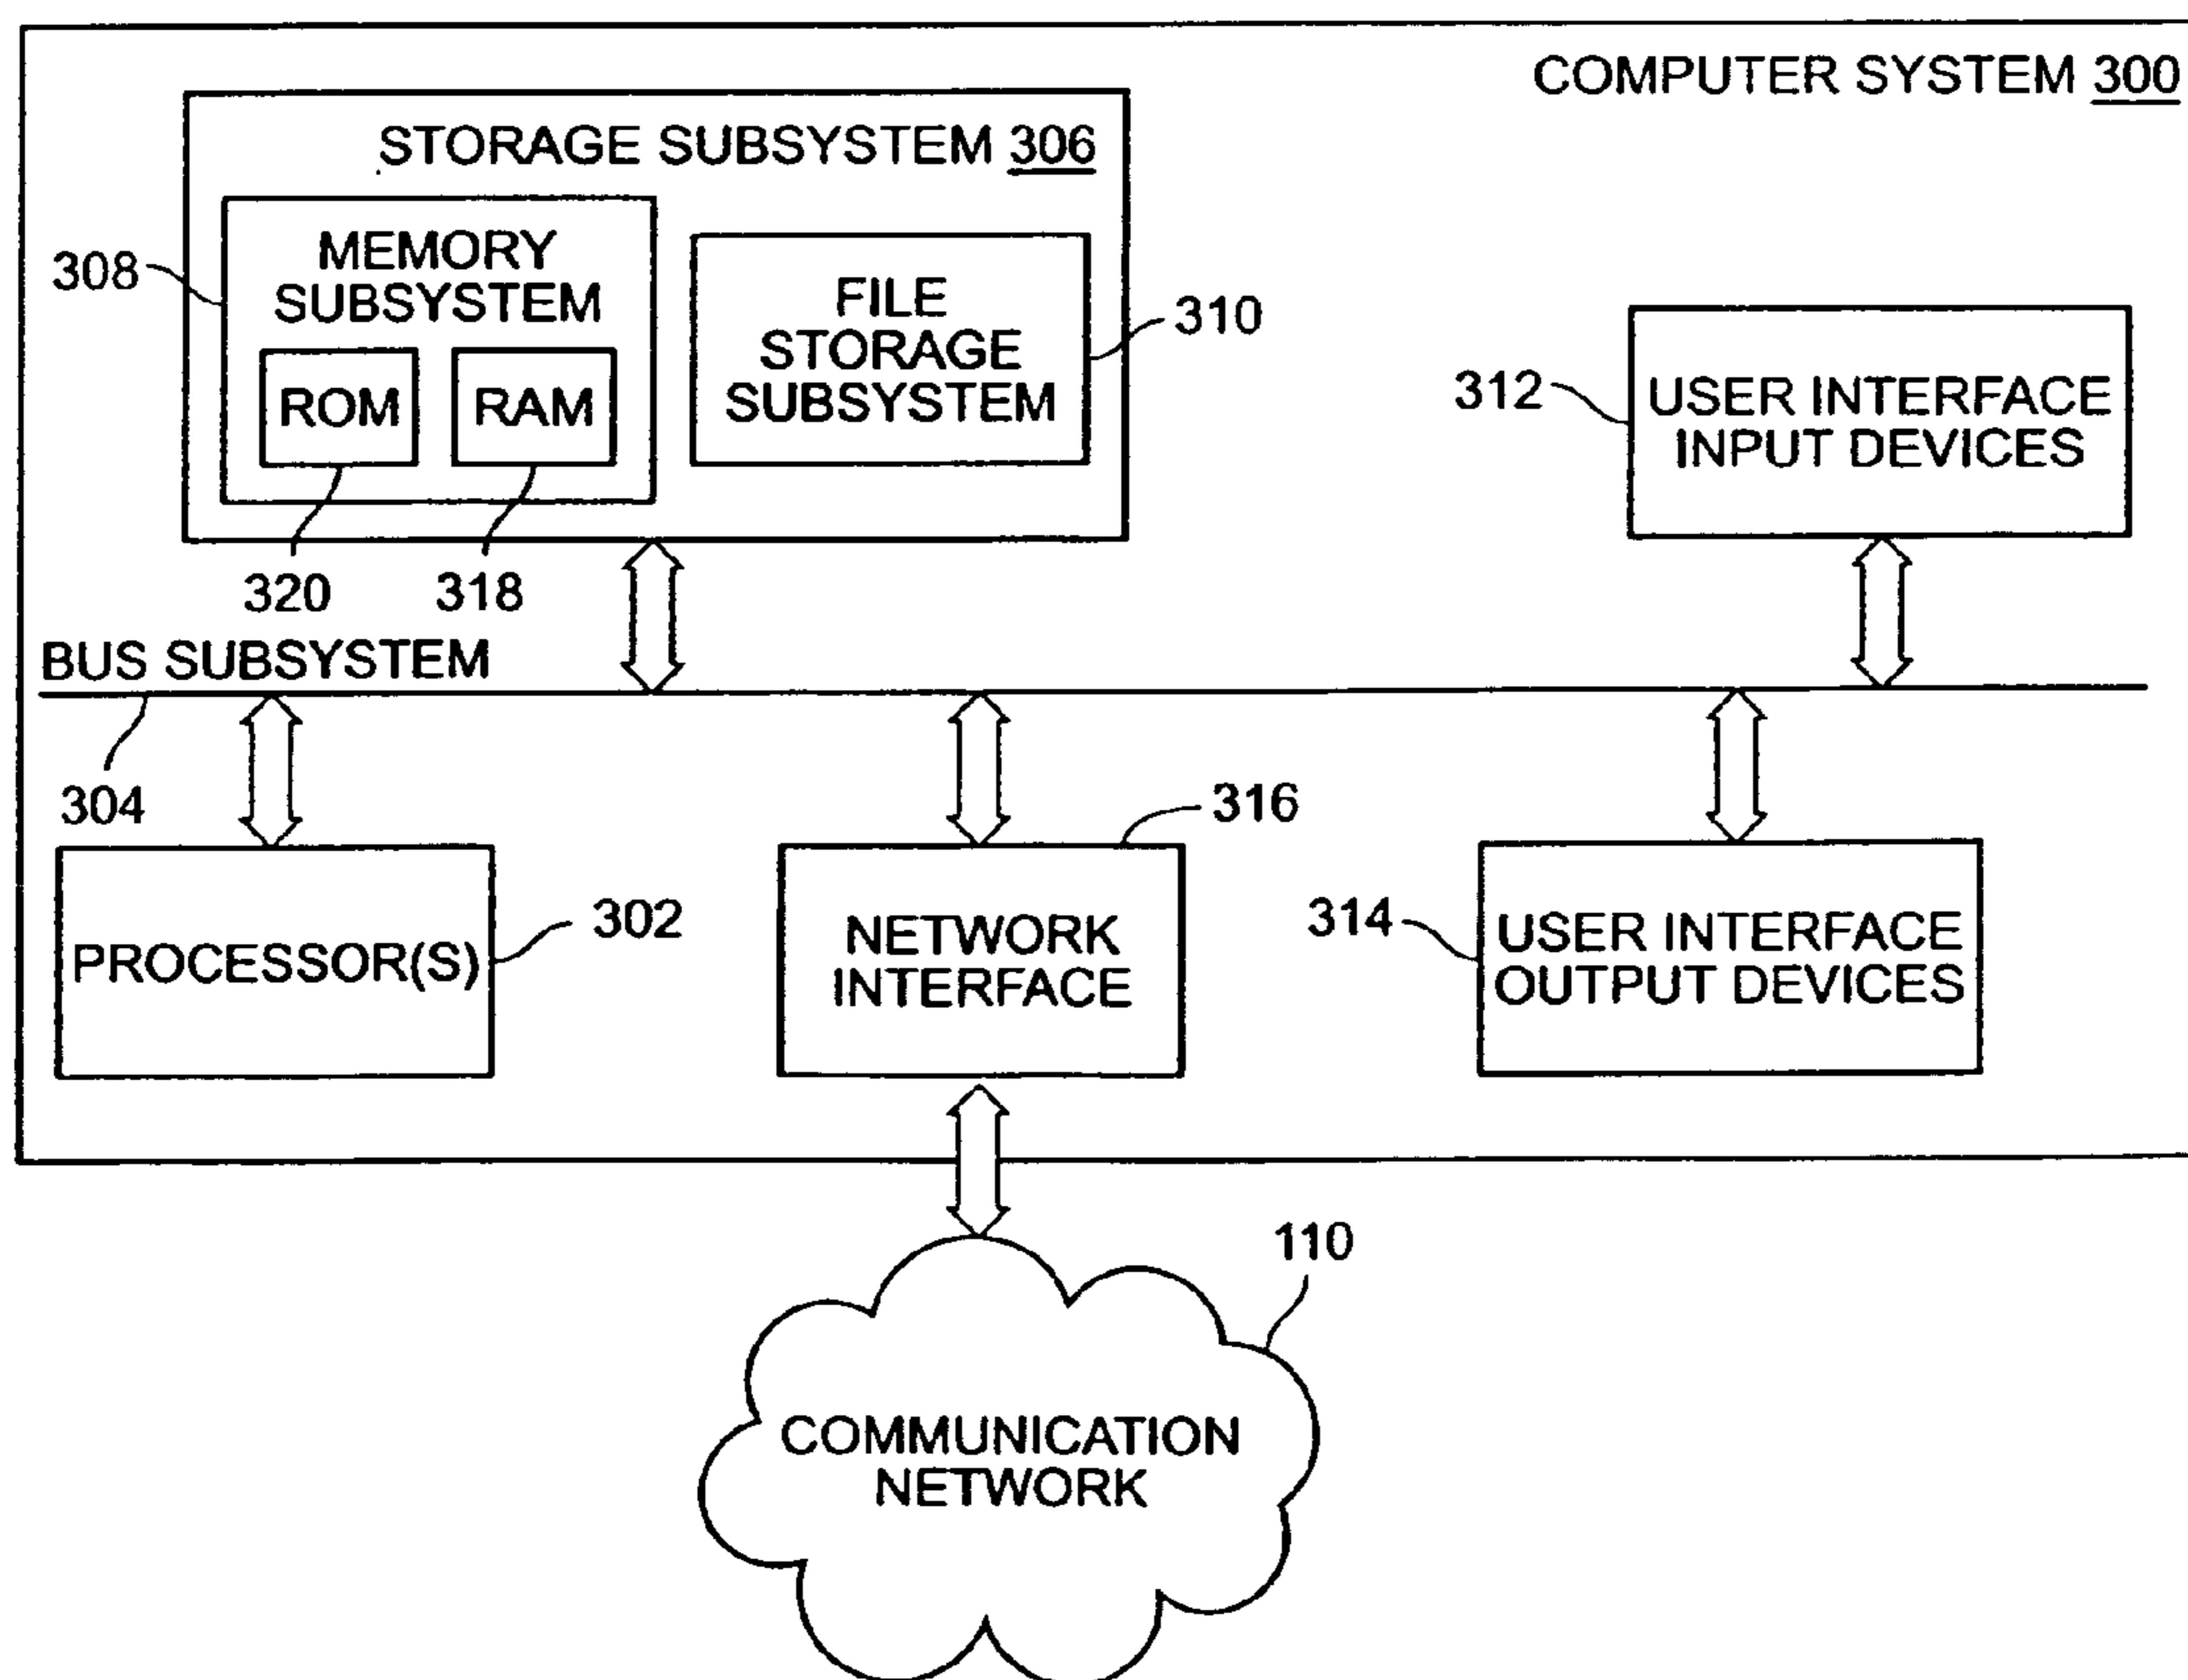 COMPUTER SYSTEM 300
STORAGE SUBSYSTEM 306
308
MEMORY
SUBSYSTEM
ROM
RAM
FILE
STORAGE
SUBSYSTEM
310
312
USER INTERFACE
INPUT DEVICES
320
318
BUS SUBSYSTEM
304
PROCESSOR(S)
302
316
NETWORK
INTERFACE
314
USER INTERFACE
OUTPUT DEVICES
110
COMMUNICATION
NETWORK